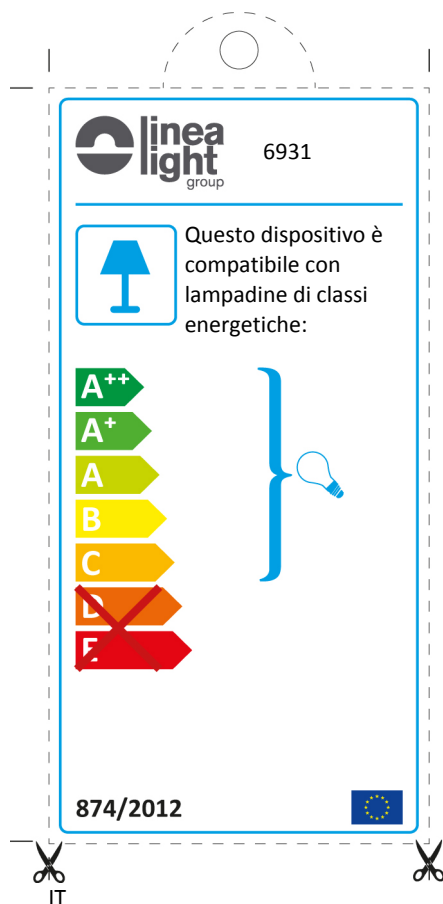 linea
light
group
6931
Questo dispositivo è
compatibile con
lampadine di classi
energetiche:
A++
A+
A
B
C
D
E
874/2012
IT